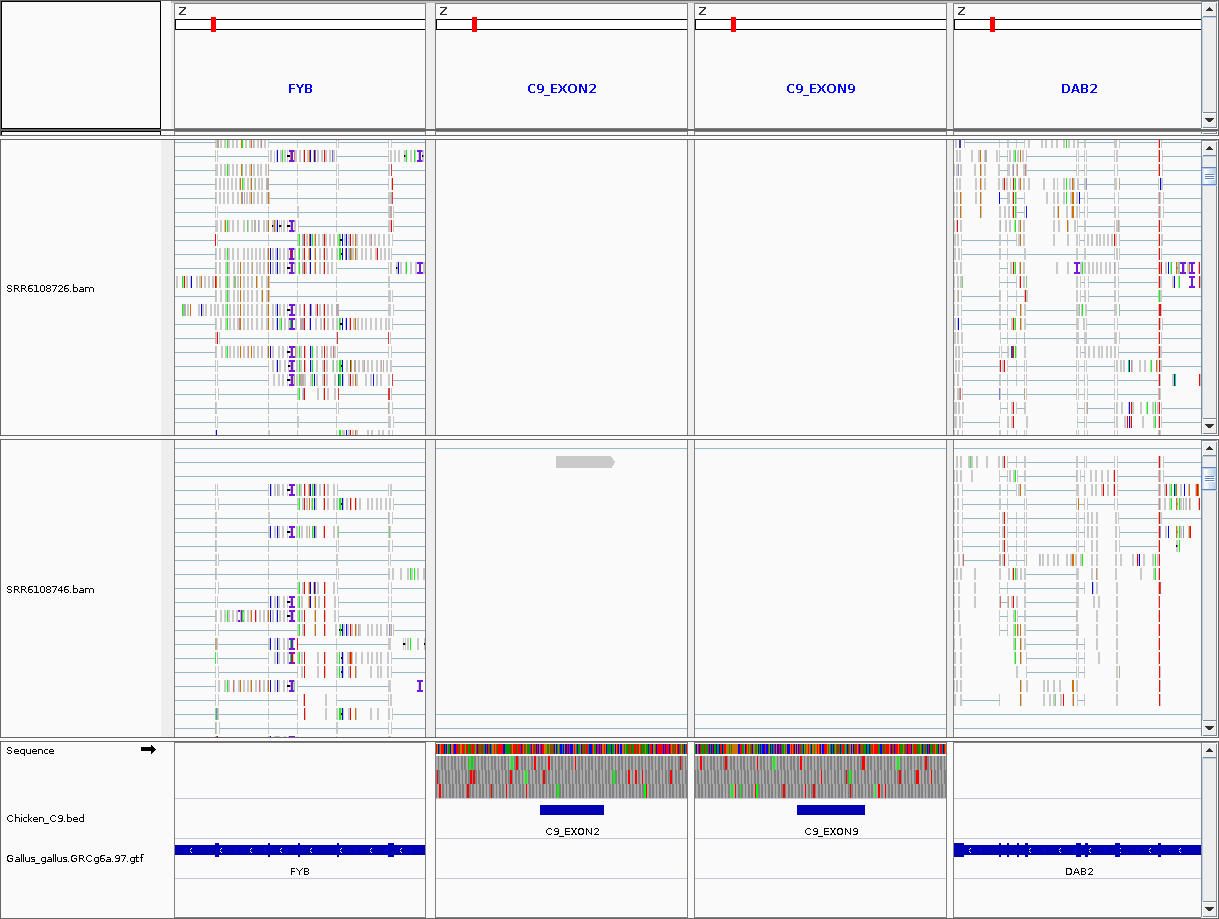 Z Z Z Z
FYB C9_EXON2 C9_EXON9 DAB2
SRR6108726.bam
SRR6108746.bam
Sequence
Chicken_C9.bed
C9_EXON2 C9_EXON9
Gallus_gallus.GRCg6a.97.gtf
FYB DAB2